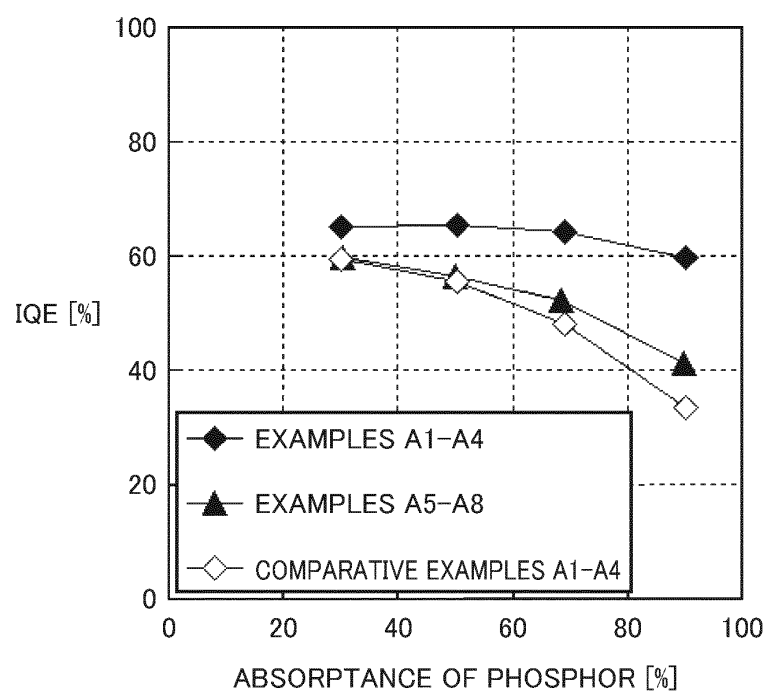 100
80
60
IQE [%]
40
EXAMPLES A1-A4
20
EXAMPLES A5-A8
COMPARATIVE EXAMPLES A1-A4
0
0 20 40 60 80 100
ABSORPTANCE OF PHOSPHOR [%]